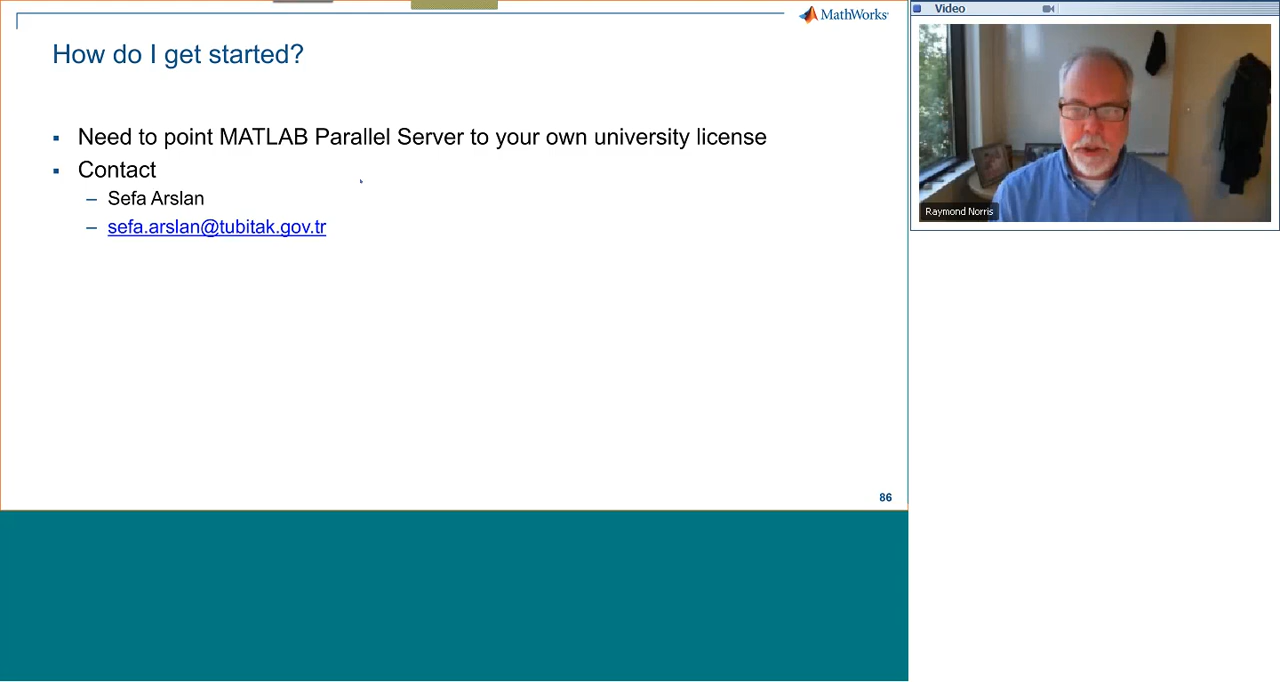 MathWorks
How do I get started?
▪ Need to point MATLAB Parallel Server to your own university license
▪ Contact
– Sefa Arslan
– sefa.arslan@tubitak.gov.tr
86
Video
Raymond Norris